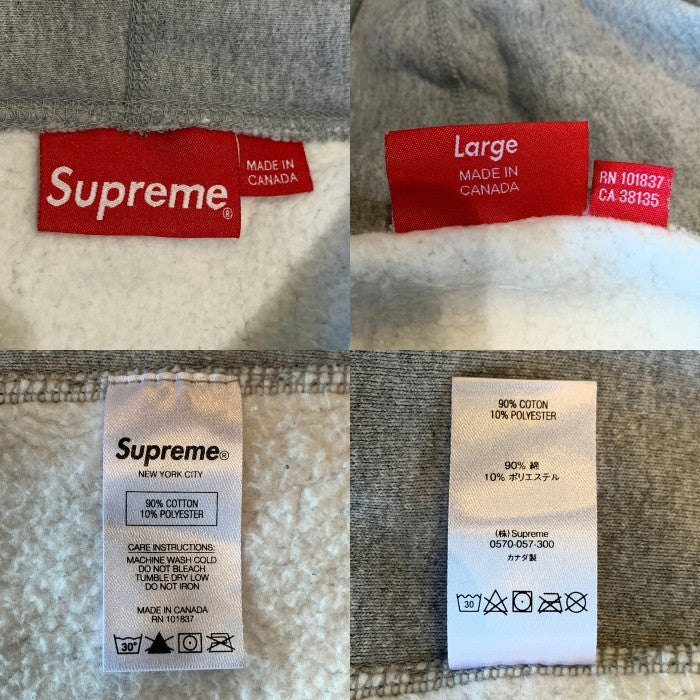 Supreme®
MADE IN
CANADA
Large
MADE IN
CANADA
RN 101837
CA 38135
Supreme®
NEW YORK CITY
90% COTTON
10% POLYESTER
CARE INSTRUCTIONS:
MACHINE WASH COLD
DO NOT BLEACH
TUMBLE DRY LOW
DO NOT IRON
MADE IN CANADA
RN 101837
30°
90% COTON
10% POLYESTER
90% 綿
10% ポリエステル
(株) Supreme
0570-057-300
カナダ製
30